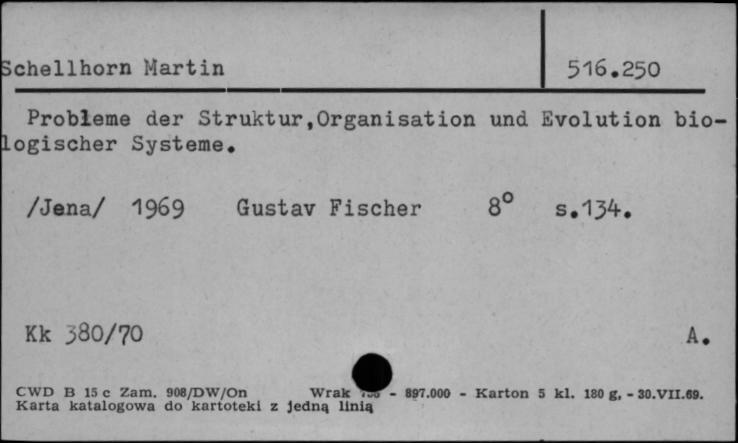 Schellhorn Martin
516.250
Probleme der Struktur,Organisation und Evolution bio-
logischer Systeme.
/Jena/ 1969 Gustav Fischer 8° s.134.
Kk 380/70 A.
CWD B 15 c Zam. 908/DW/On Wrak - 897.000 - Karton 5 kl. 180 g. - 30.VII.69.
Karta katalogowa do kartoteki z jedną linią